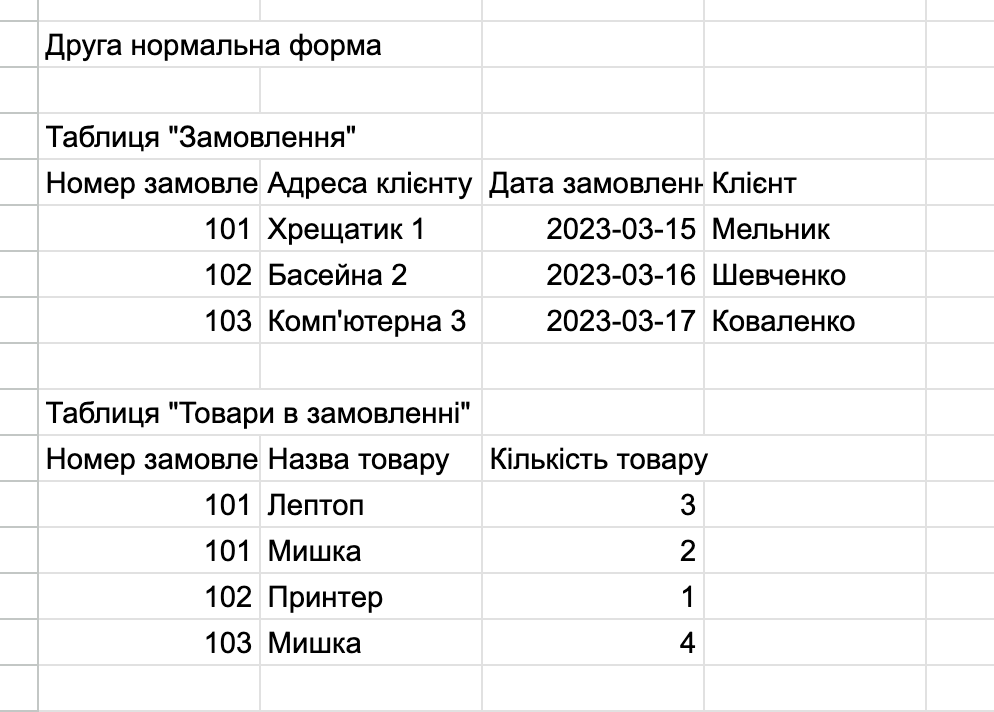 Друга нормальна форма
Таблиця "Замовлення"
Номер замовле Адреса клієнту Дата замовленн Клієнт
101 Хрещатик 1 2023-03-15 Мельник
102 Басейна 2 2023-03-16 Шевченко
103 Комп'ютерна 3 2023-03-17 Коваленко
Таблиця "Товари в замовленні"
Номер замовле Назва товару Кількість товару
101 Лептоп 3
101 Мишка 2
102 Принтер 1
103 Мишка 4